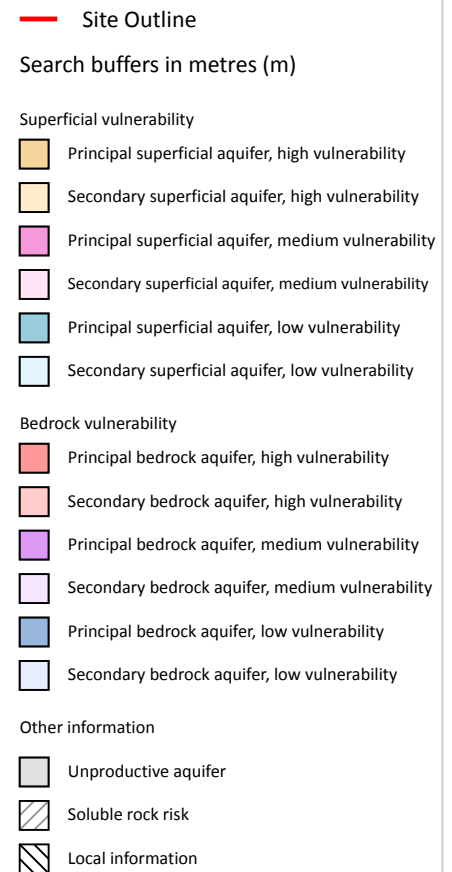 Site Outline
Search buffers in metres (m)
Superficial vulnerability
Principal superficial aquifer, high vulnerability
Secondary superficial aquifer, high vulnerability
Principal superficial aquifer, medium vulnerability
Secondary superficial aquifer, medium vulnerability
Principal superficial aquifer, low vulnerability
Secondary superficial aquifer, low vulnerability
Bedrock vulnerability
Principal bedrock aquifer, high vulnerability
Secondary bedrock aquifer, high vulnerability
Principal bedrock aquifer, medium vulnerability
Secondary bedrock aquifer, medium vulnerability
Principal bedrock aquifer, low vulnerability
Secondary bedrock aquifer, low vulnerability
Other information
Unproductive aquifer
Soluble rock risk
Local information